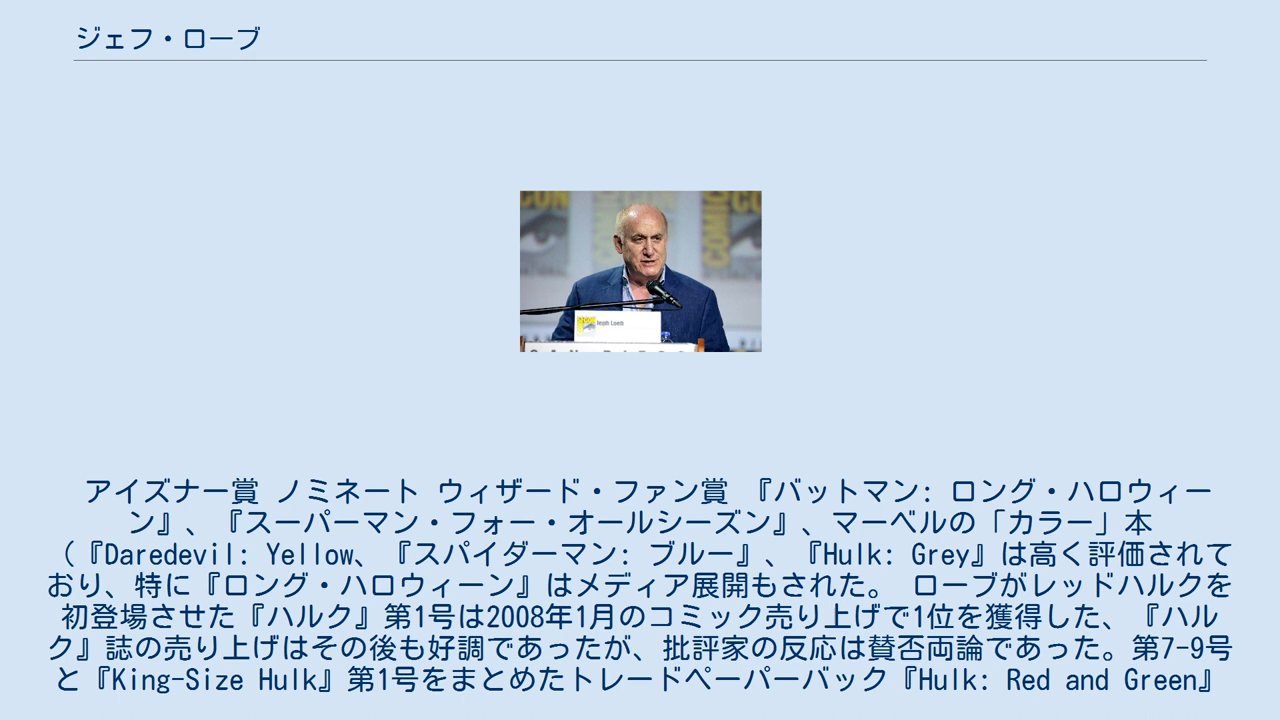 ジェフ・ローブ
CON
COMIC
CO
Jeph Loeb
アイズナー賞 ノミネート ウィザード・ファン賞 『バットマン: ロング・ハロウィー
ン』、『スーパーマン・フォー・オールシーズン』、マーベルの「カラー」本
(『Daredevil: Yellow、『スパイダーマン: ブルー』、『Hulk: Grey』は高く評価されて
おり、特に『ロング・ハロウィーン』はメディア展開もされた。 ローブがレッドハルクを
初登場させた『ハルク』第1号は2008年1月のコミック売り上げで1位を獲得した、『ハル
ク』誌の売り上げはその後も好調であったが、批評家の反応は賛否両論であった。第7-9号
と『King-Size Hulk』第1号をまとめたトレードペーパーバック『Hulk: Red and Green』